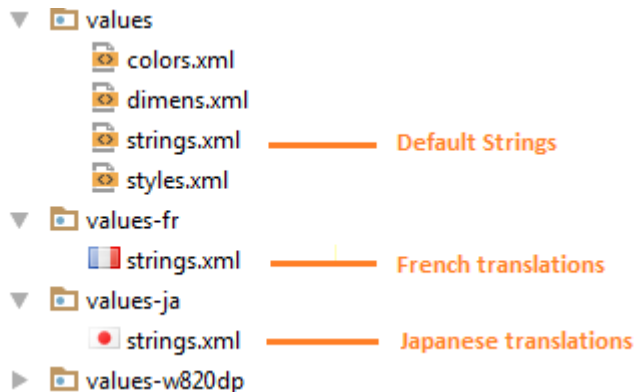 values
colors.xml
dimens.xml
strings.xml Default Strings
styles.xml
values-fr
strings.xml French translations
values-ja
strings.xml Japanese translations
values-w820dp